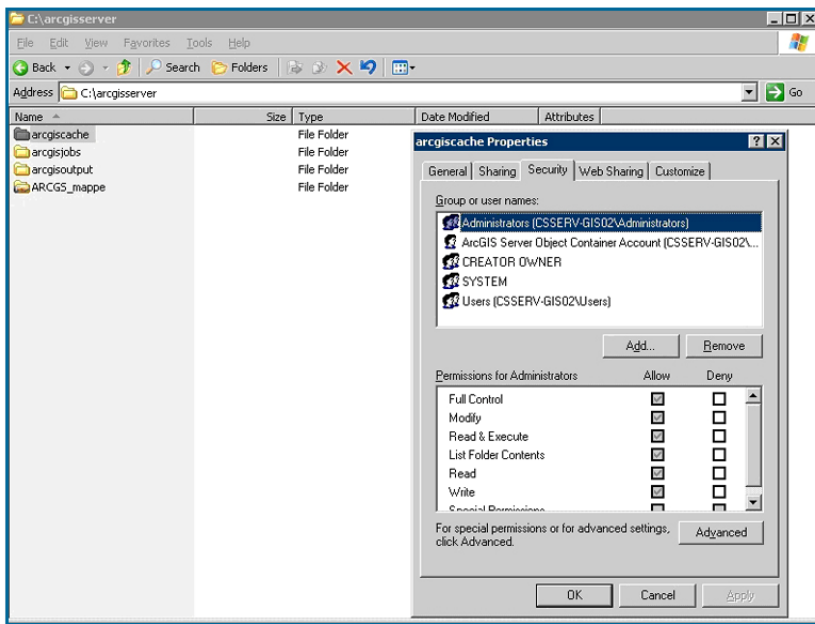 C:\arcgisserver
File Edit View Favorites Tools Help
Back Search Folders
Address C:\arcgisserver Go
Name Size Type Date Modified Attributes
arcgiscache File Folder
arcgisjobs File Folder
arcgisoutput File Folder
ARCGS_mappe File Folder
arcgiscache Properties
General Sharing Security Web Sharing Customize
Group or user names:
Administrators (CSSERV-GIS02\Administrators)
ArcGIS Server Object Container Account (CSSERV-GIS02\...
CREATOR OWNER
SYSTEM
Users (CSSERV-GIS02\Users)
Add... Remove
Permissions for Administrators Allow Deny
Full Control
Modify
Read & Execute
List Folder Contents
Read
Write
Special Permissions
For special permissions or for advanced settings,
click Advanced.
Advanced
OK Cancel Apply